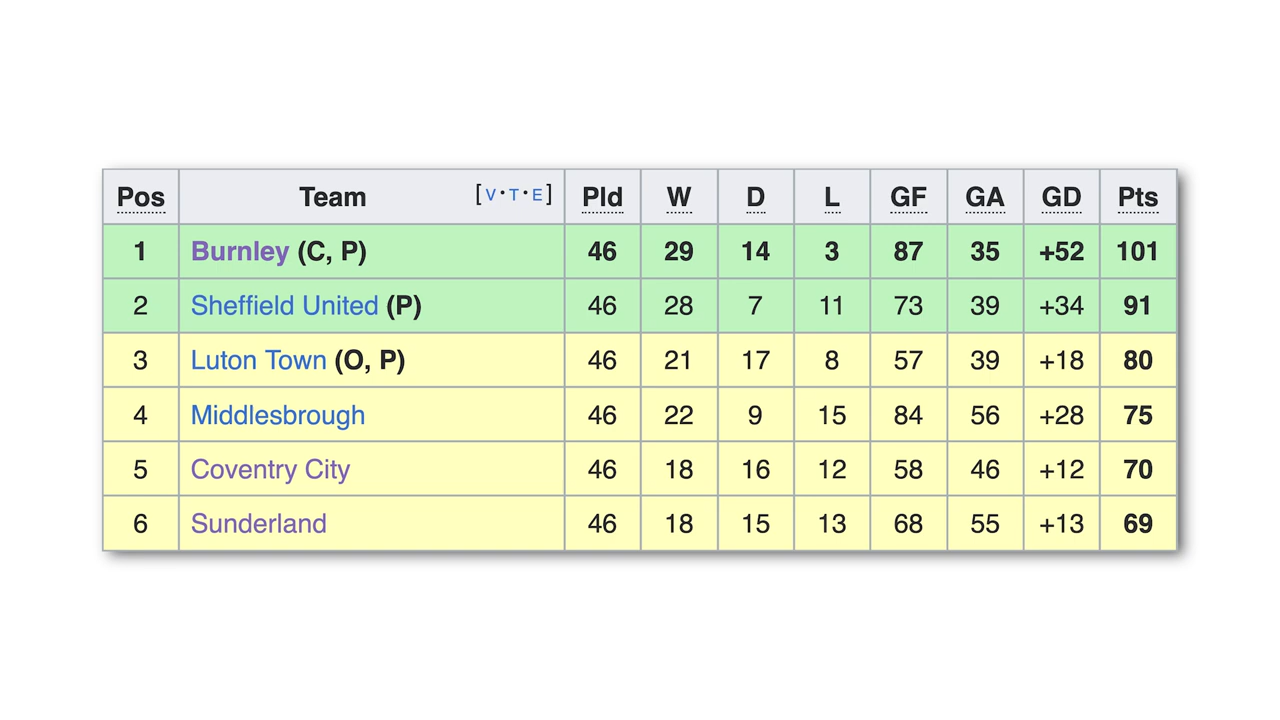 Pos Team [V·T·E] Pld W D L GF GA GD Pts
1 Burnley (C, P) 46 29 14 3 87 35 +52 101
2 Sheffield United (P) 46 28 7 11 73 39 +34 91
3 Luton Town (O, P) 46 21 17 8 57 39 +18 80
4 Middlesbrough 46 22 9 15 84 56 +28 75
5 Coventry City 46 18 16 12 58 46 +12 70
6 Sunderland 46 18 15 13 68 55 +13 69